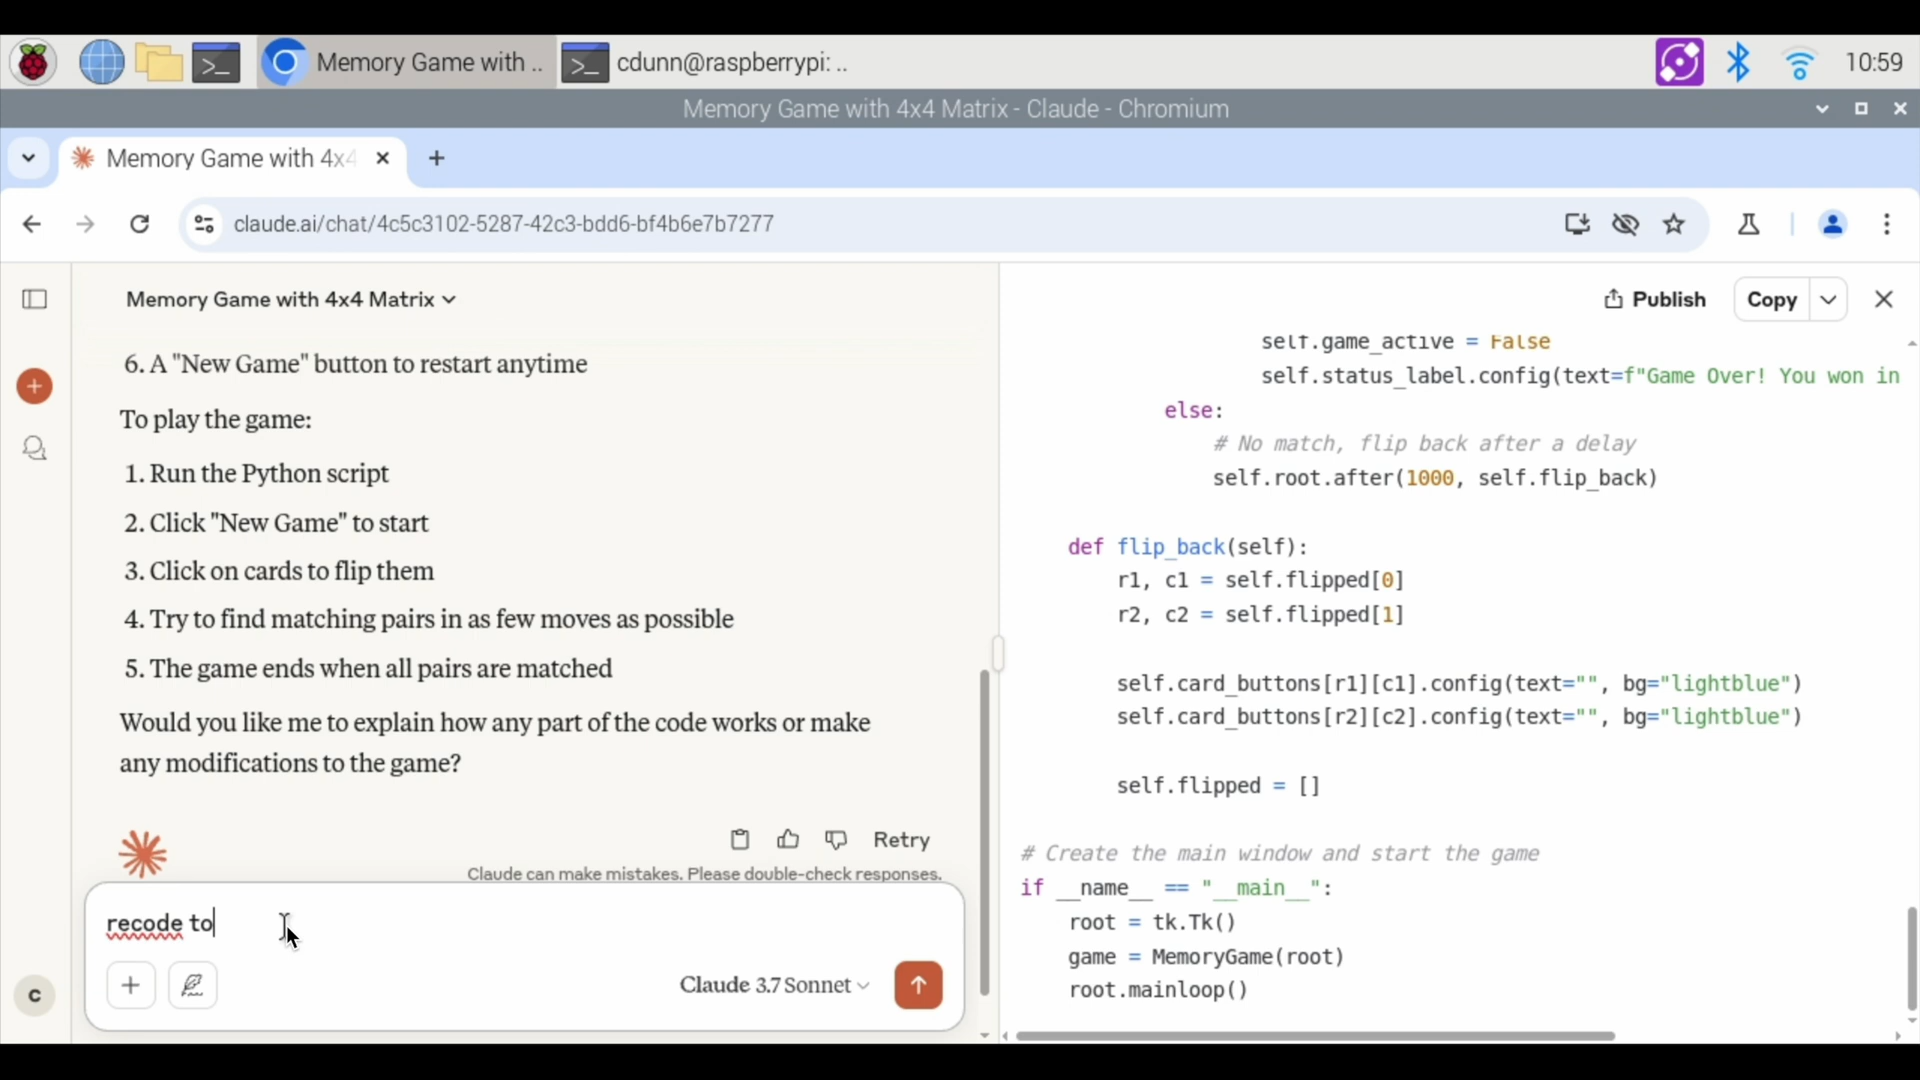 Memory Game with ..
cdunn@raspberrypi: ..
10:59
Memory Game with 4x4 Matrix - Claude - Chromium
Memory Game with 4x4
claude.ai/chat/4c5c3102-5287-42c3-bdd6-bf4b6e7b7277
Memory Game with 4x4 Matrix
6. A "New Game" button to restart anytime
To play the game:
1. Run the Python script
2. Click "New Game" to start
3. Click on cards to flip them
4. Try to find matching pairs in as few moves as possible
5. The game ends when all pairs are matched
Would you like me to explain how any part of the code works or make
any modifications to the game?
Retry
Claude can make mistakes. Please double-check responses.
recode to
Claude 3.7 Sonnet
C
Publish
Copy
self.game_active = False
self.status_label.config(text=f"Game Over! You won in
else:
# No match, flip back after a delay
self.root.after(1000, self.flip_back)
def flip_back(self):
r1, c1 = self.flipped[0]
r2, c2 = self.flipped[1]
self.card_buttons[r1][c1].config(text="", bg="lightblue")
self.card_buttons[r2][c2].config(text="", bg="lightblue")
self.flipped = []
# Create the main window and start the game
if __name__ == "__main__":
root = tk.Tk()
game = MemoryGame(root)
root.mainloop()